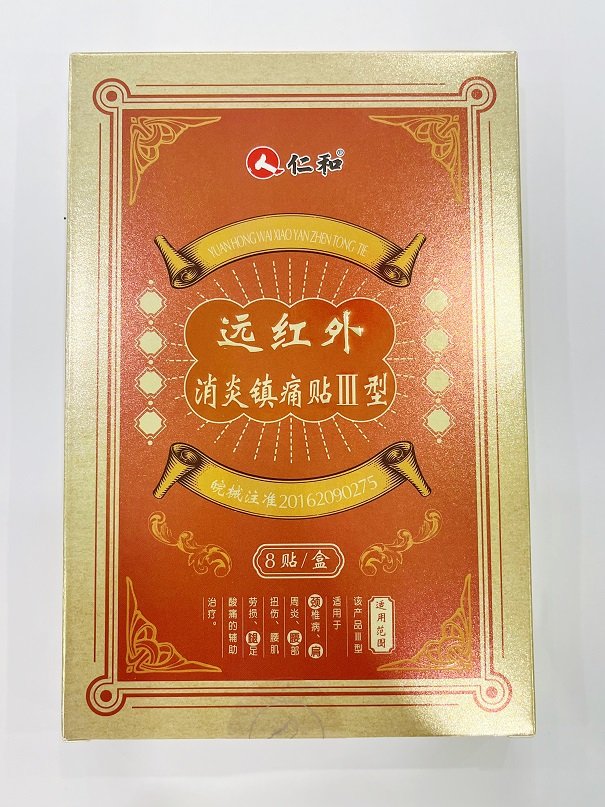 仁和®
YUAN HONG WAI XIAO YAN ZHEN TONG TIE
远红外
消炎镇痛贴III型
皖械注准20162090275
8贴/盒
适用范围
该产品III型
适用于
颈椎病、肩
周炎、腰部
扭伤、腰肌
劳损、腿足
酸痛的辅助
治疗。